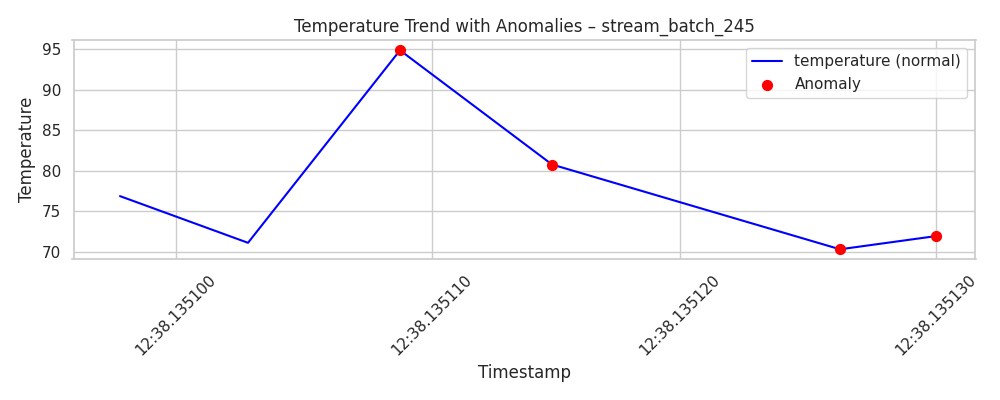 Temperature Trend with Anomalies – stream_batch_245
95
90
85
80
75
70
Temperature
temperature (normal)
Anomaly
12:38.135100
12:38.135110
12:38.135120
12:38.135130
Timestamp